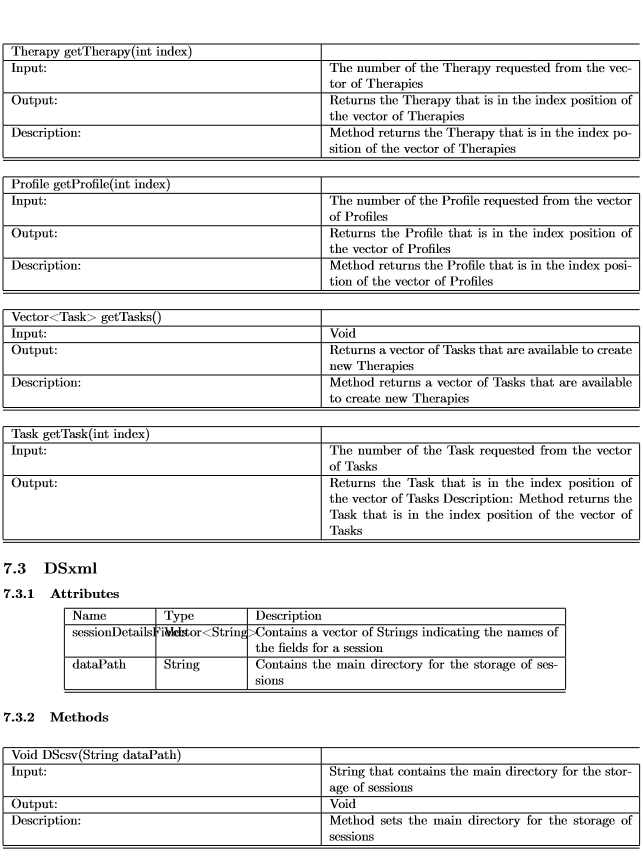 Therapy getTherapy(int index)
Input: The number of the Therapy requested from the vec-
tor of Therapies
Output: Returns the Therapy that is in the index position of
the vector of Therapies
Description: Method returns the Therapy that is in the index po-
sition of the vector of Therapies
Profile getProfile(int index)
Input: The number of the Profile requested from the vector
of Profiles
Output: Returns the Profile that is in the index position of
the vector of Profiles
Description: Method returns the Profile that is in the index posi-
tion of the vector of Profiles
Vector<Task> getTasks()
Input: Void
Output: Returns a vector of Tasks that are available to create
new Therapies
Description: Method returns a vector of Tasks that are available
to create new Therapies
Task getTask(int index)
Input: The number of the Task requested from the vector
of Tasks
Output: Returns the Task that is in the index position of
the vector of Tasks Description: Method returns the
Task that is in the index position of the vector of
Tasks
7.3 DSxml
7.3.1 Attributes
Name Type Description
sessionDetailsFields Vector<String> Contains a vector of Strings indicating the names of
the fields for a session
dataPath String Contains the main directory for the storage of ses-
sions
7.3.2 Methods
Void DScsv(String dataPath)
Input: String that contains the main directory for the stor-
age of sessions
Output: Void
Description: Method sets the main directory for the storage of
sessions